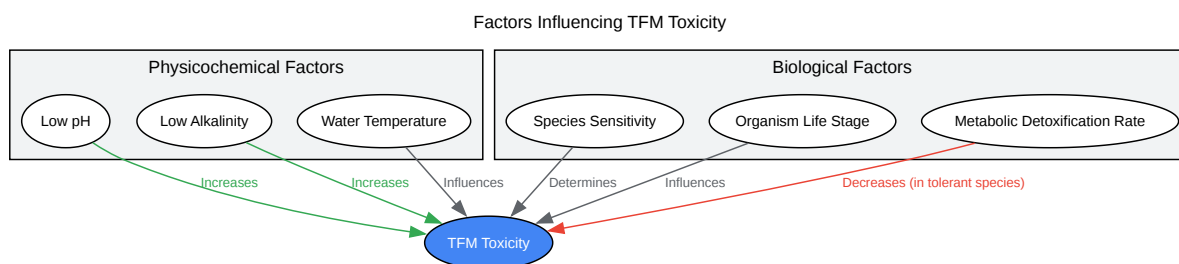 Factors Influencing TFM Toxicity
Physicochemical Factors
Biological Factors
Low pH
Low Alkalinity
Water Temperature
Species Sensitivity
Organism Life Stage
Metabolic Detoxification Rate
Increases
Increases
Influences
Determines
Influences
Decreases (in tolerant species)
TFM Toxicity